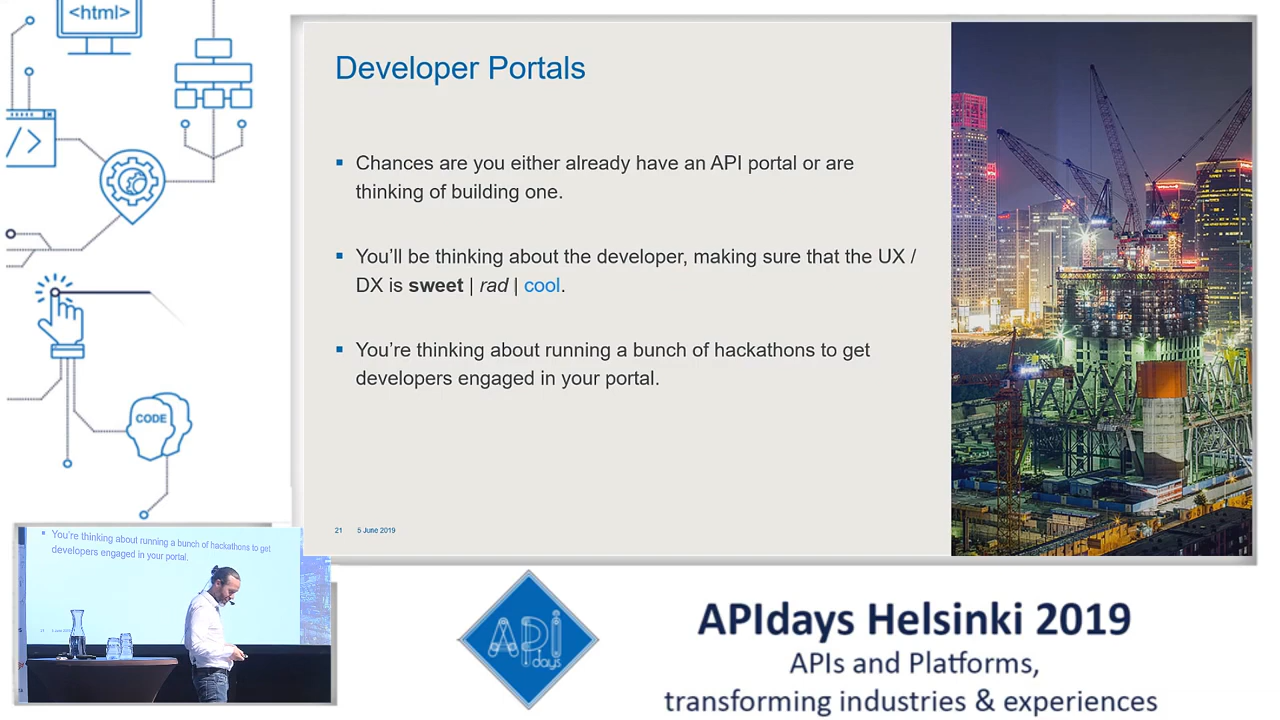 <html>
</>
CODE
Developer Portals
Chances are you either already have an API portal or are
thinking of building one.
You'll be thinking about the developer, making sure that the UX /
DX is sweet | rad | cool.
You're thinking about running a bunch of hackathons to get
developers engaged in your portal.
21 5 June 2019
You're thinking about running a bunch of hackathons to get
developers engaged in your portal.
API
days
APIdays Helsinki 2019
APIs and Platforms,
transforming industries & experiences